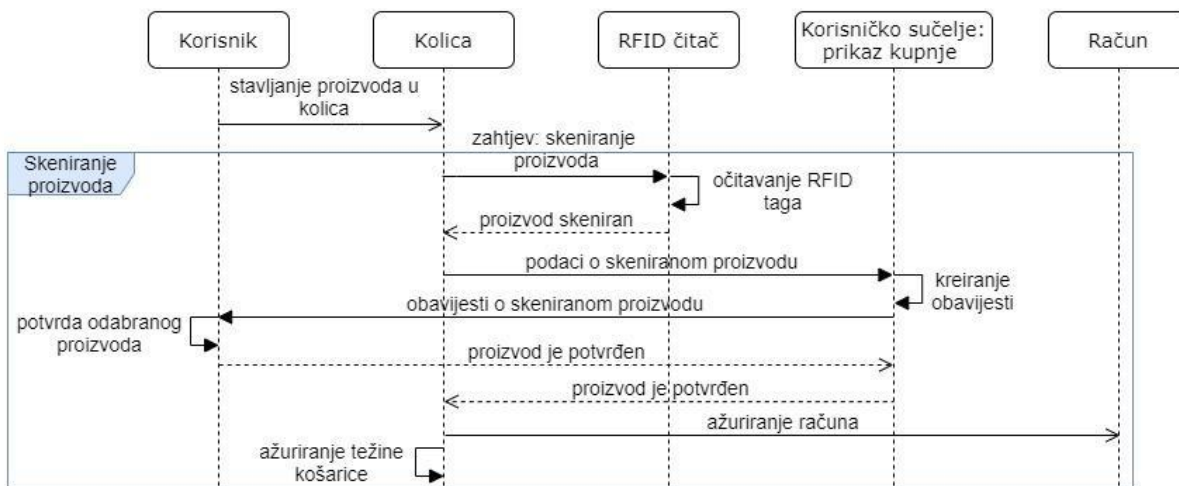 Korisnik
Kolica
RFID čitač
Korisničko sučelje:
prikaz kupnje
Račun
stavljanje proizvoda u
kolica
Skeniranje
proizvoda
zahtjev: skeniranje
proizvoda
očitavanje RFID
taga
proizvod skeniran
podaci o skeniranom proizvodu
kreiranje
obavijesti
obavijesti o skeniranom proizvodu
potvrda odabranog
proizvoda
proizvod je potvrđen
proizvod je potvrđen
ažuriranje računa
ažuriranje težine
košarice